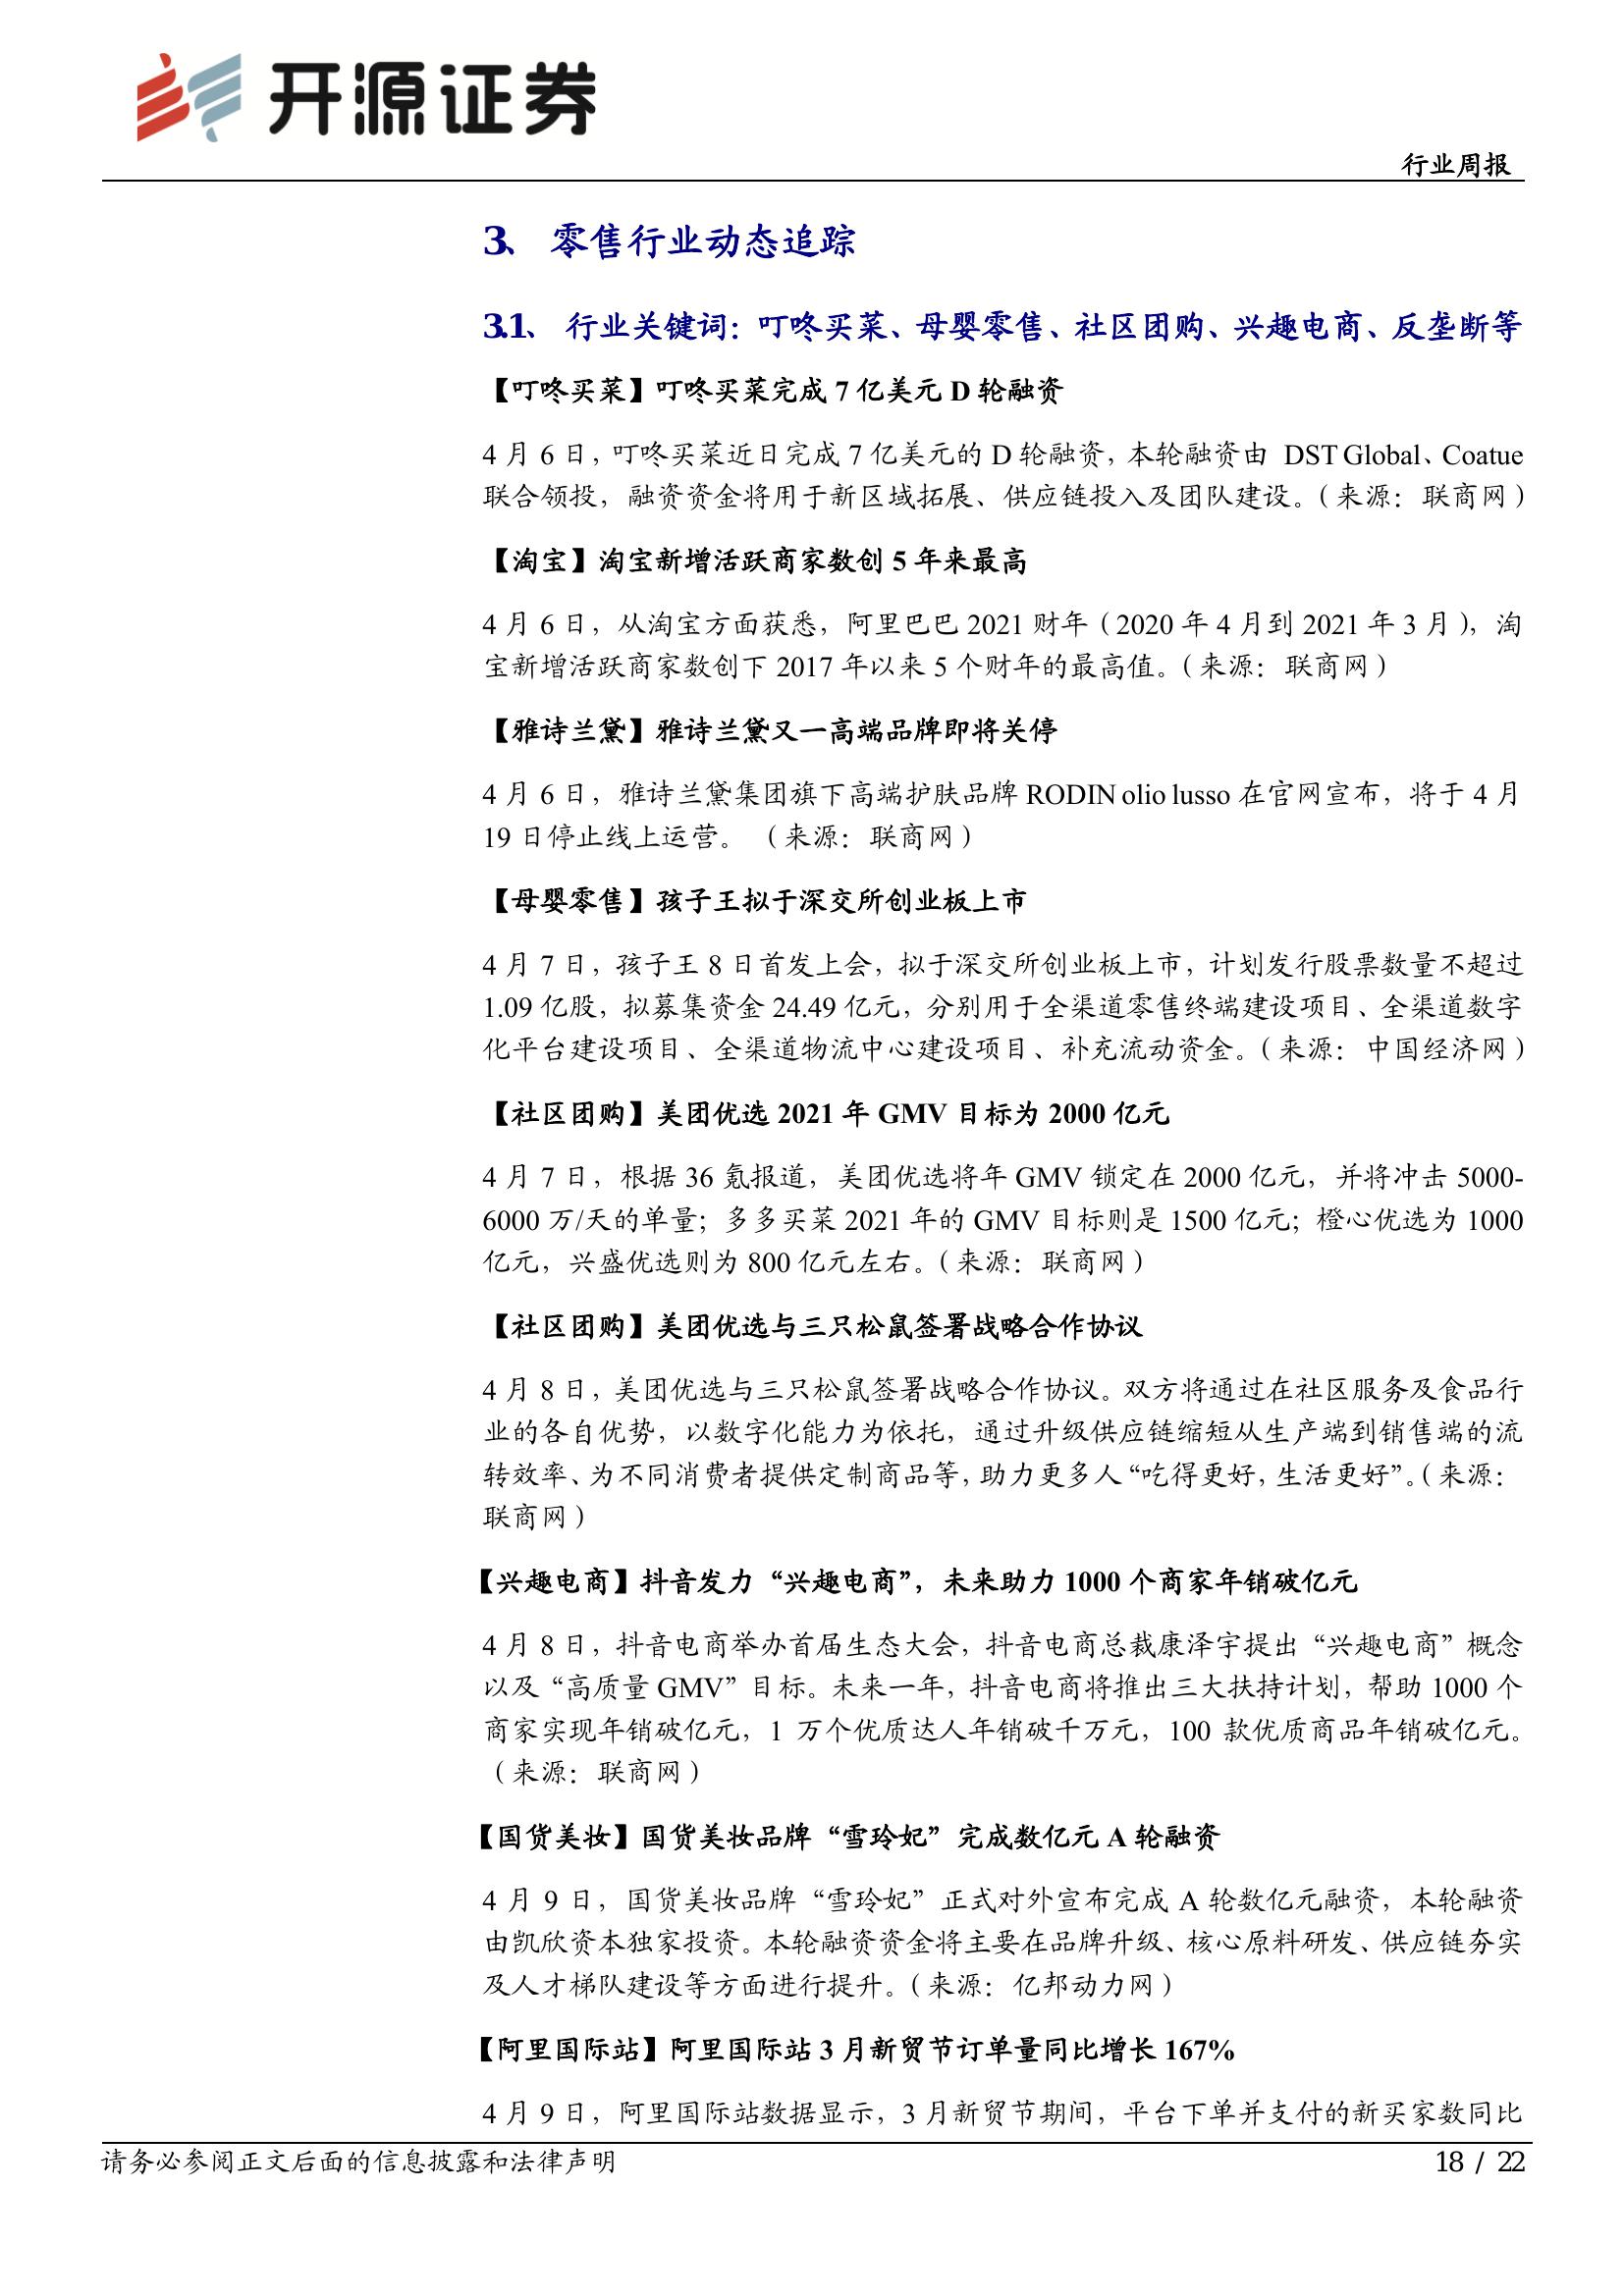 开源证券
行业周报
3、 零售行业动态追踪
3.1、 行业关键词：叮咚买菜、母婴零售、社区团购、兴趣电商、反垄断等
【叮咚买菜】叮咚买菜完成 7 亿美元 D 轮融资
4 月 6 日，叮咚买菜近日完成 7 亿美元的 D 轮融资，本轮融资由 DST Global、Coatue
联合领投，融资资金将用于新区域拓展、供应链投入及团队建设。（来源：联商网）
【淘宝】淘宝新增活跃商家数创 5 年来最高
4 月 6 日，从淘宝方面获悉，阿里巴巴 2021 财年（2020 年 4 月到 2021 年 3 月），淘
宝新增活跃商家数创下 2017 年以来 5 个财年的最高值。（来源：联商网）
【雅诗兰黛】雅诗兰黛又一高端品牌即将关停
4 月 6 日，雅诗兰黛集团旗下高端护肤品牌 RODIN olio lusso 在官网宣布，将于 4 月
19 日停止线上运营。（来源：联商网）
【母婴零售】孩子王拟于深交所创业板上市
4 月 7 日，孩子王 8 日首发上会，拟于深交所创业板上市，计划发行股票数量不超过
1.09 亿股，拟募集资金 24.49 亿元，分别用于全渠道零售终端建设项目、全渠道数字
化平台建设项目、全渠道物流中心建设项目、补充流动资金。（来源：中国经济网）
【社区团购】美团优选 2021 年 GMV 目标为 2000 亿元
4 月 7 日，根据 36 氪报道，美团优选将年 GMV 锁定在 2000 亿元，并将冲击 5000-
6000 万/天的单量；多多买菜 2021 年的 GMV 目标则是 1500 亿元；橙心优选为 1000
亿元，兴盛优选则为 800 亿元左右。（来源：联商网）
【社区团购】美团优选与三只松鼠签署战略合作协议
4 月 8 日，美团优选与三只松鼠签署战略合作协议。双方将通过在社区服务及食品行
业的各自优势，以数字化能力为依托，通过升级供应链缩短从生产端到销售端的流
转效率、为不同消费者提供定制商品等，助力更多人“吃得更好，生活更好”。（来源：
联商网）
【兴趣电商】抖音发力“兴趣电商”，未来助力 1000 个商家年销破亿元
4 月 8 日，抖音电商举办首届生态大会，抖音电商总裁康泽宇提出“兴趣电商”概念
以及“高质量 GMV”目标。未来一年，抖音电商将推出三大扶持计划，帮助 1000 个
商家实现年销破亿元，1 万个优质达人年销破千万元，100 款优质商品年销破亿元。
（来源：联商网）
【国货美妆】国货美妆品牌“雪玲妃”完成数亿元 A 轮融资
4 月 9 日，国货美妆品牌“雪玲妃”正式对外宣布完成 A 轮数亿元融资，本轮融资
由凯欣资本独家投资。本轮融资资金将主要在品牌升级、核心原料研发、供应链夯实
及人才梯队建设等方面进行提升。（来源：亿邦动力网）
【阿里国际站】阿里国际站 3 月新贸节订单量同比增长 167%
4 月 9 日，阿里国际站数据显示，3 月新贸节期间，平台下单并支付的新买家数同比
请务必参阅正文后面的信息披露和法律声明
18 / 22